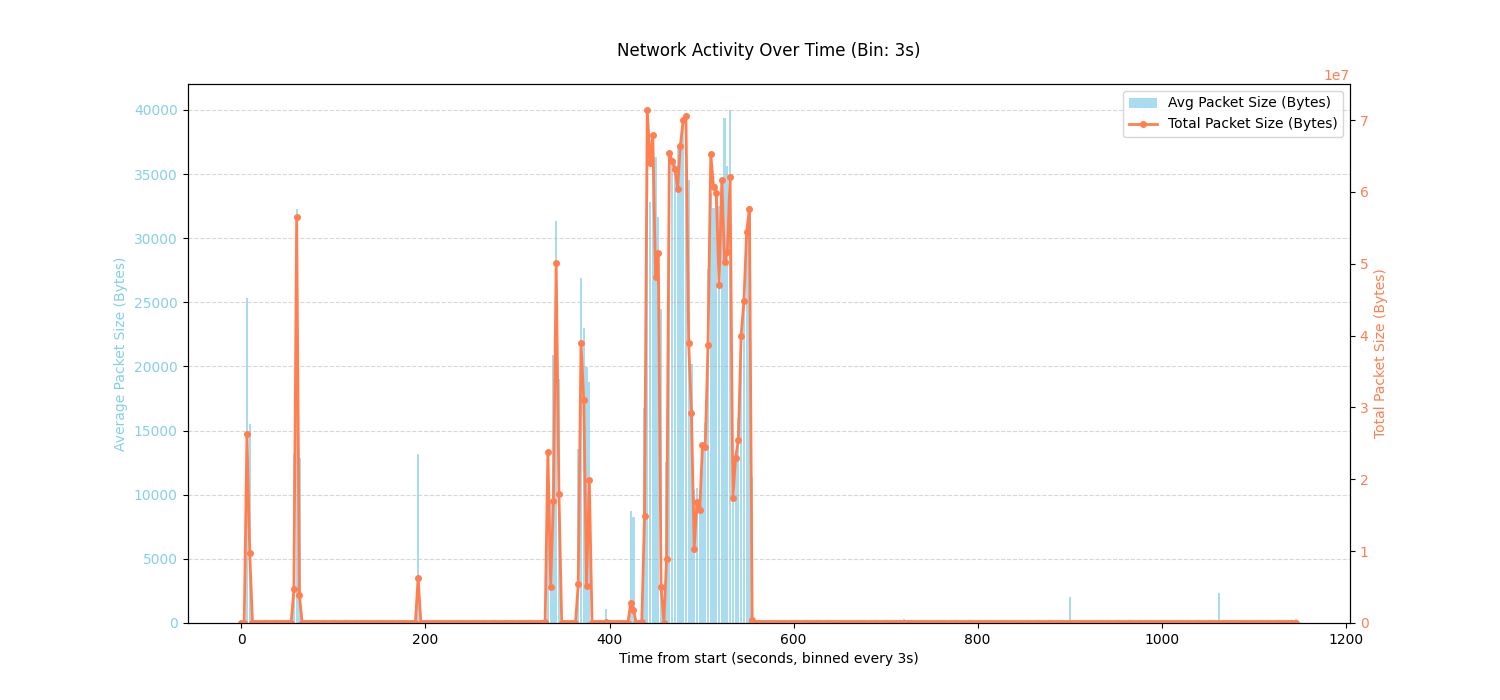 Network Activity Over Time (Bin: 3s)
1e7
Avg Packet Size (Bytes)
Total Packet Size (Bytes)
40000
35000
30000
25000
20000
15000
10000
5000
0
Average Packet Size (Bytes)
7
6
5
4
3
2
1
0
Total Packet Size (Bytes)
0 200 400 600 800 1000 1200
Time from start (seconds, binned every 3s)